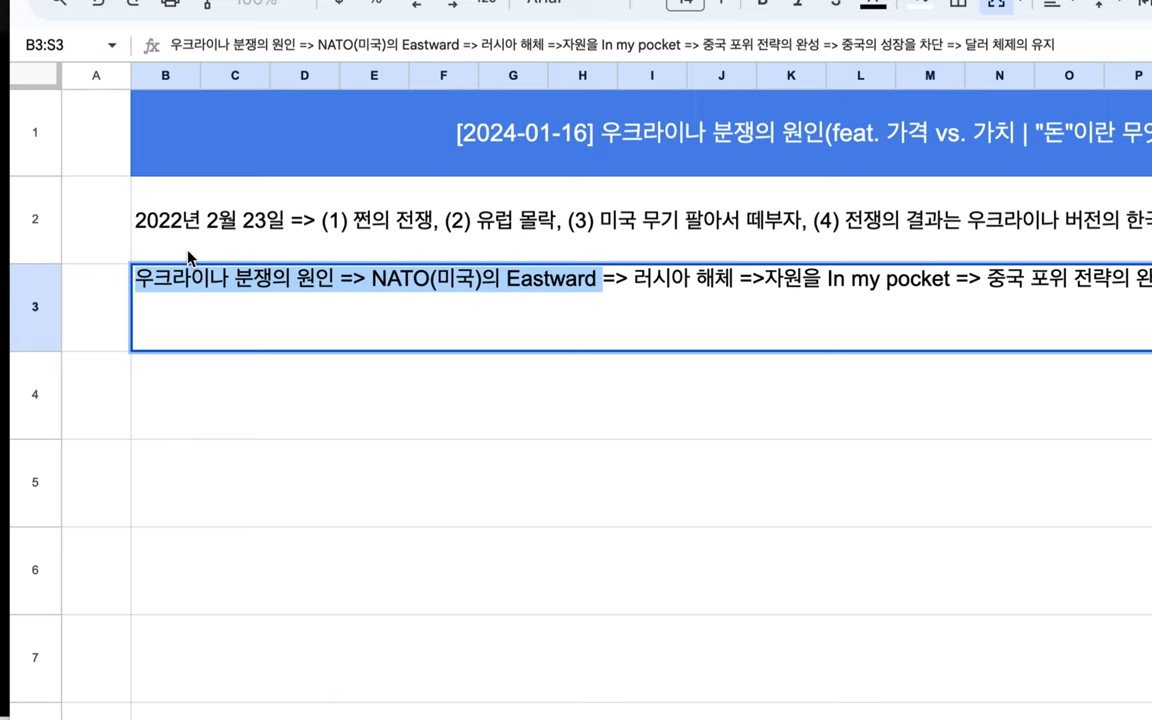 B3:S3
우크라이나 분쟁의 원인 => NATO(미국)의 Eastward => 러시아 해체 =>자원을 In my pocket => 중국 포위 전략의 완성 => 중국의 성장을 차단 => 달러 체제의 유지
A B C D E F G H I J K L M N O P
1
[2024-01-16] 우크라이나 분쟁의 원인(feat. 가격 vs. 가치 | "돈"이란 무엇
2
2022년 2월 23일 => (1) 쩐의 전쟁, (2) 유럽 몰락, (3) 미국 무기 팔아서 떼부자, (4) 전쟁의 결과는 우크라이나 버전의 한국
3
우크라이나 분쟁의 원인 => NATO(미국)의 Eastward => 러시아 해체 =>자원을 In my pocket => 중국 포위 전략의 완
4
5
6
7